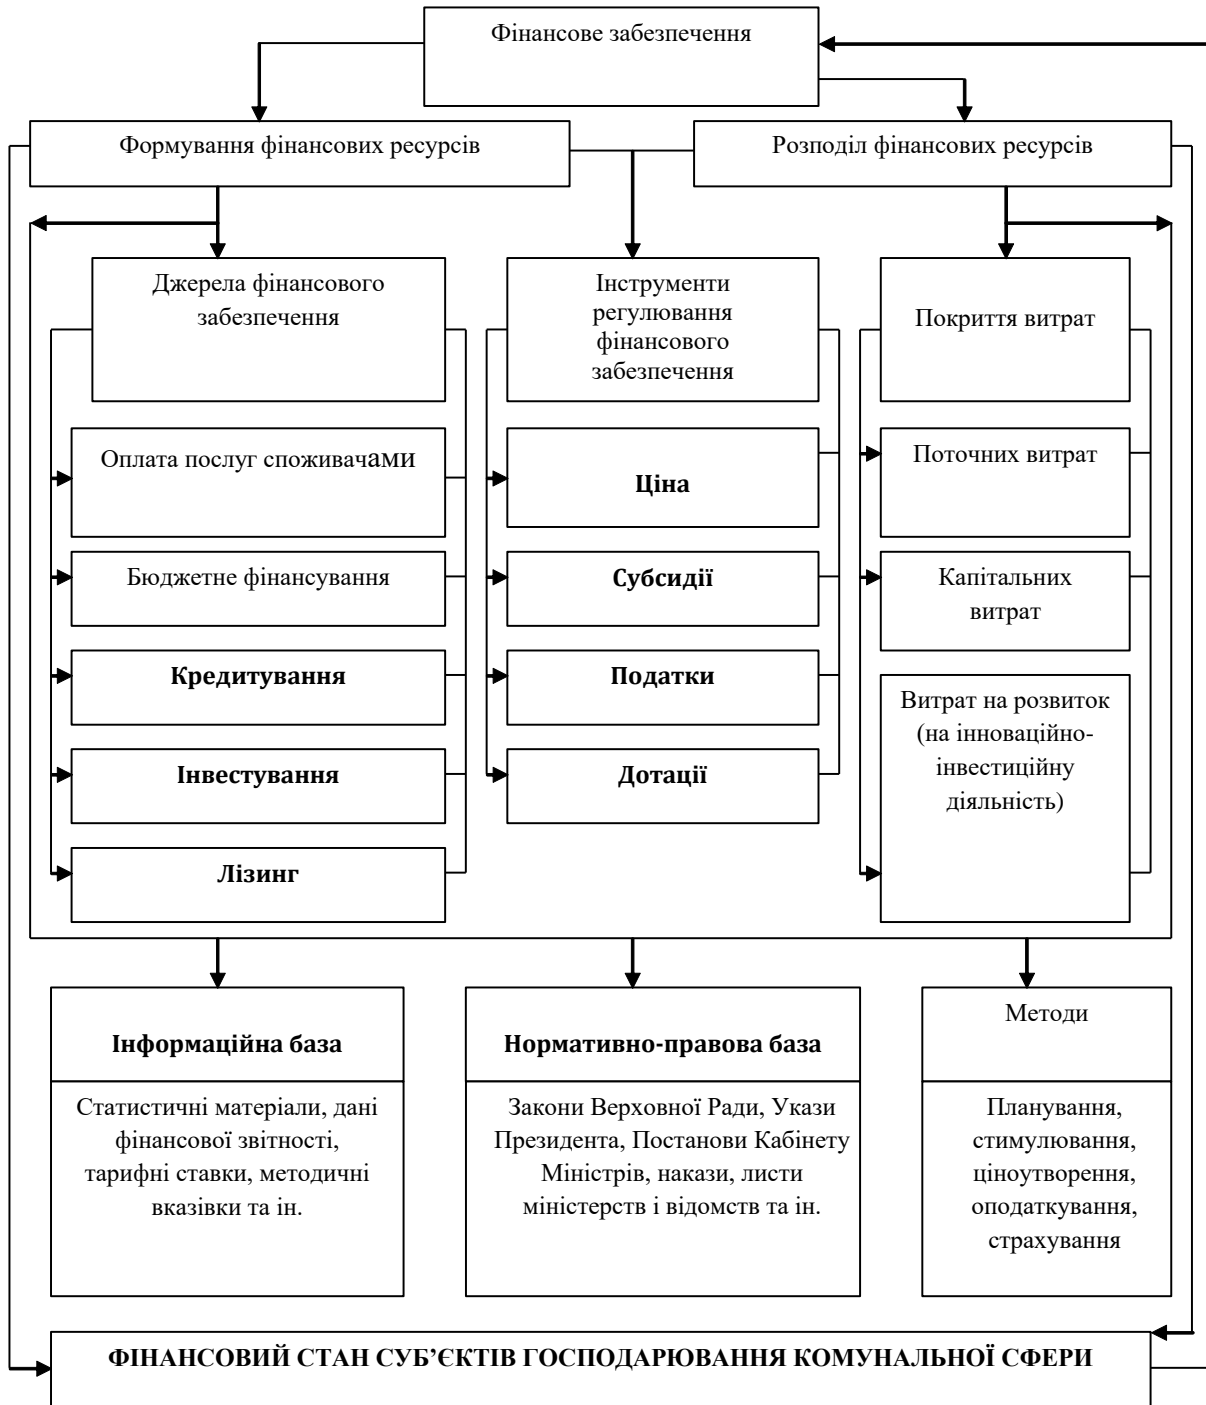 Фінансове забезпечення
Формування фінансових ресурсів
Розподіл фінансових ресурсів
Джерела фінансового
забезпечення
Інструменти
регулювання
фінансового
забезпечення
Покриття витрат
Оплата послуг споживачами
Бюджетне фінансування
Кредитування
Інвестування
Лізинг
Ціна
Субсидії
Податки
Дотації
Поточних витрат
Капітальних
витрат
Витрат на розвиток
(на інноваційно-
інвестиційну
діяльність)
Інформаційна база
Статистичні матеріали, дані
фінансової звітності,
тарифні ставки, методичні
вказівки та ін.
Нормативно-правова база
Закони Верховної Ради, Укази
Президента, Постанови Кабінету
Міністрів, накази, листи
міністерств і відомств та ін.
Методи
Планування,
стимулювання,
ціноутворення,
оподаткування,
страхування
ФІНАНСОВИЙ СТАН СУБ’ЄКТІВ ГОСПОДАРЮВАННЯ КОМУНАЛЬНОЇ СФЕРИ